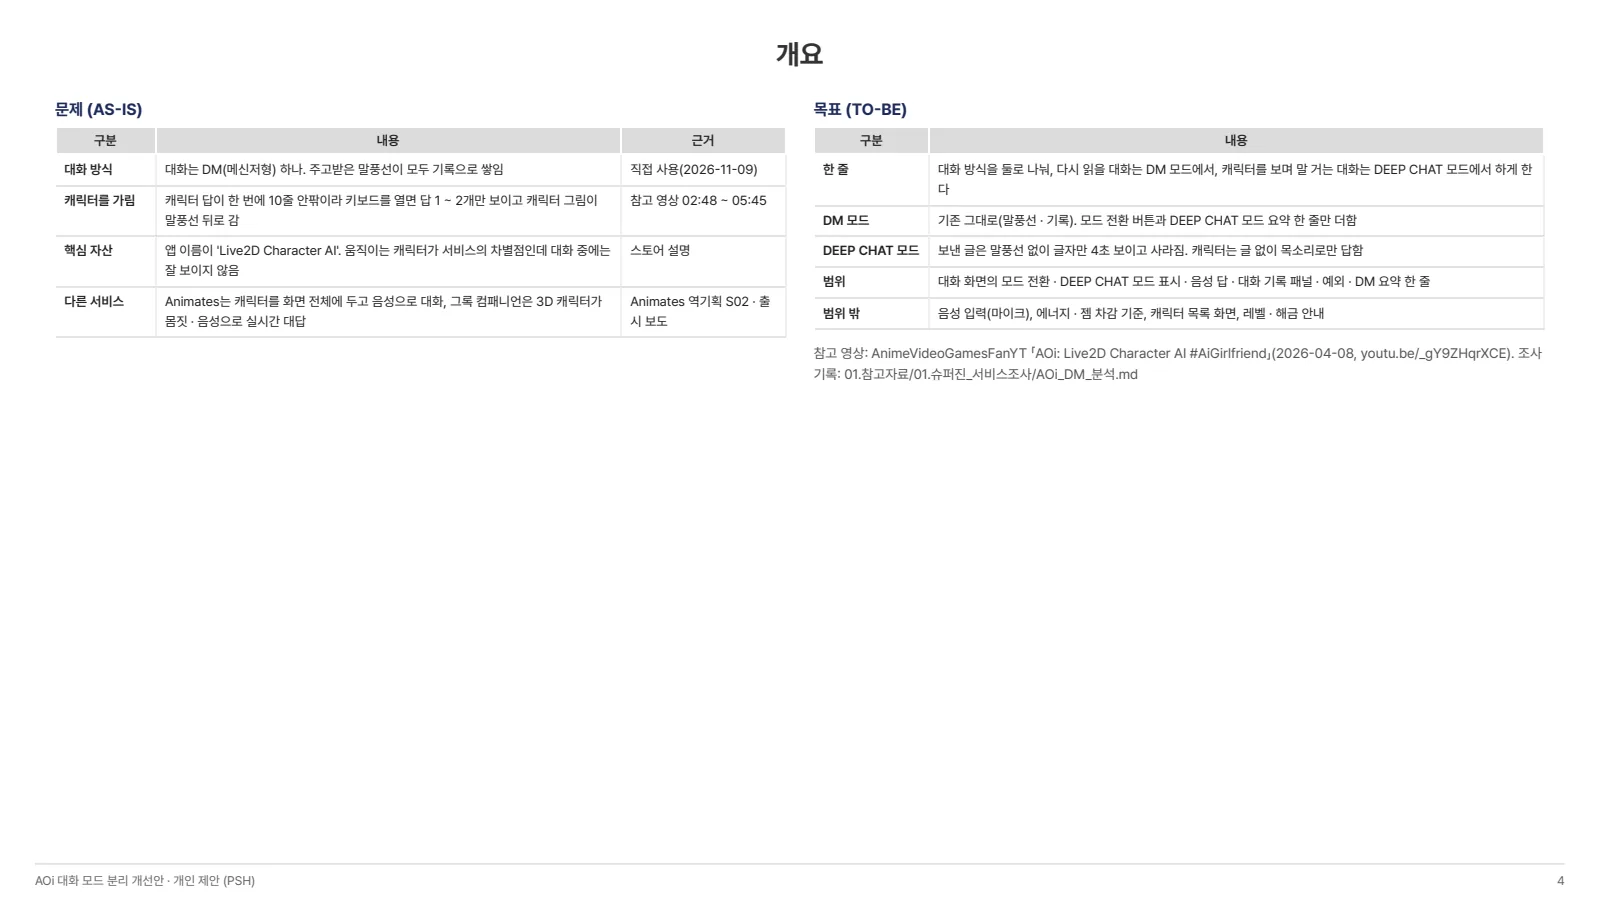 개요
문제 (AS-IS)
구분 내용 근거
대화 방식 대화는 DM(메신저형) 하나. 주고받은 말풍선이 모두 기록으로 쌓임 직접 사용(2026-11-09)
캐릭터를 가림 캐릭터 답이 한 번에 10줄 안팎이라 키보드를 열면 답 1 ~ 2개만 보이고 캐릭터 그림이 참고 영상 02:48 ~ 05:45
말풍선 뒤로 감
핵심 자산 앱 이름이 'Live2D Character AI'. 움직이는 캐릭터가 서비스의 차별점인데 대화 중에는 스토어 설명
잘 보이지 않음
다른 서비스 Animates는 캐릭터를 화면 전체에 두고 음성으로 대화, 그록 컴패니언은 3D 캐릭터가 Animates 역기획 S02 · 출
몸짓 · 음성으로 실시간 대답 시 보도
목표 (TO-BE)
구분 내용
한 줄 대화 방식을 둘로 나눠, 다시 읽을 대화는 DM 모드에서, 캐릭터를 보며 말 거는 대화는 DEEP CHAT 모드에서 하게 한
다
DM 모드 기존 그대로(말풍선 · 기록). 모드 전환 버튼과 DEEP CHAT 모드 요약 한 줄만 더함
DEEP CHAT 모드 보낸 글은 말풍선 없이 글자만 4초 보이고 사라짐. 캐릭터는 글 없이 목소리로만 답함
범위 대화 화면의 모드 전환 · DEEP CHAT 모드 표시 · 음성 답 · 대화 기록 패널 · 예외 · DM 요약 한 줄
범위 밖 음성 입력(마이크), 에너지 · 젬 차감 기준, 캐릭터 목록 화면, 레벨 · 해금 안내
참고 영상: AnimeVideoGamesFanYT 「AOi: Live2D Character AI #AiGirlfriend」(2026-04-08, youtu.be/_gY9ZHqrXCE). 조사
기록: 01.참고자료/01.슈퍼진_서비스조사/AOi_DM_분석.md
AOi 대화 모드 분리 개선안 · 개인 제안 (PSH) 4